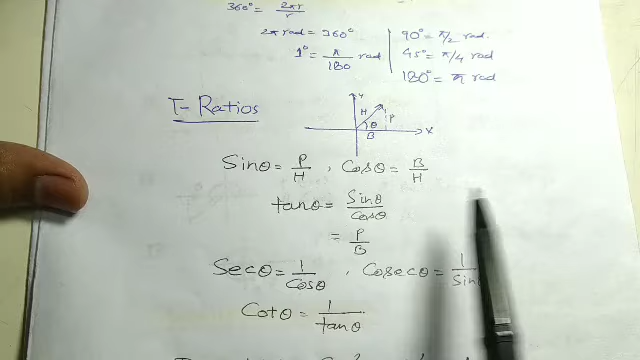 360° = 2πr/r
2π rad = 360°
1° = π/180 rad
90° = π/2 rad
45° = π/4 rad
180° = π rad
T-Ratios
Y
H
P
θ
B
X
Sinθ = P/H , Cosθ = B/H
tanθ = Sinθ/Cosθ
= P/B
Secθ = 1/Cosθ , Cosecθ = 1/Sin
Cotθ = 1/tanθ